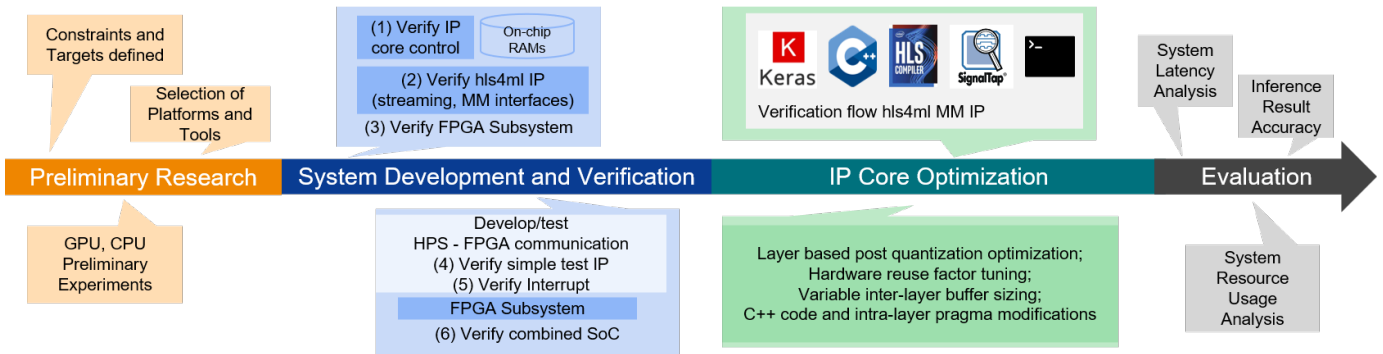 Constraints and
Targets defined
Selection of
Platforms and
Tools
(1) Verify IP
core control
On-chip
RAMs
(2) Verify hls4ml IP
(streaming, MM interfaces)
(3) Verify FPGA Subsystem
K
Keras
C++
intel
HLS
COMPILER
SignalTap
>_
Verification flow hls4ml MM IP
System
Latency
Analysis
Inference
Result
Accuracy
Preliminary Research
System Development and Verification
IP Core Optimization
Evaluation
GPU, CPU
Preliminary
Experiments
Develop/test
HPS - FPGA communication
(4) Verify simple test IP
(5) Verify Interrupt
FPGA Subsystem
(6) Verify combined SoC
Layer based post quantization optimization;
Hardware reuse factor tuning;
Variable inter-layer buffer sizing;
C++ code and intra-layer pragma modifications
System
Resource
Usage
Analysis